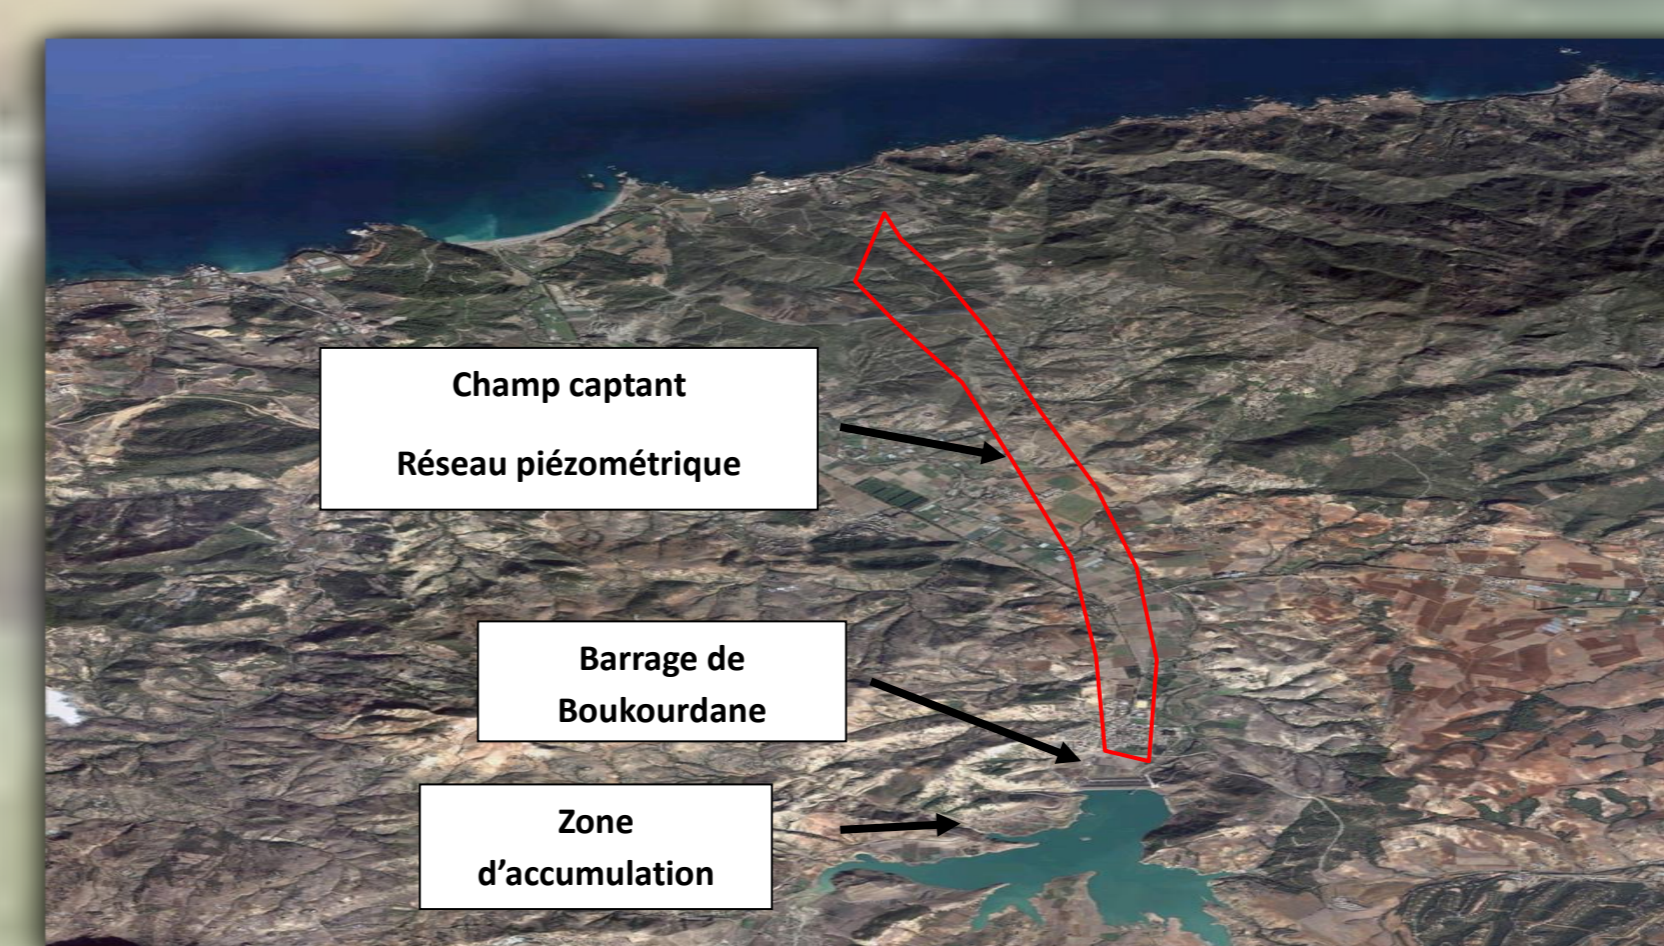 Champ captant
Réseau piézométrique
Barrage de
Boukourdane
Zone
d’accumulation